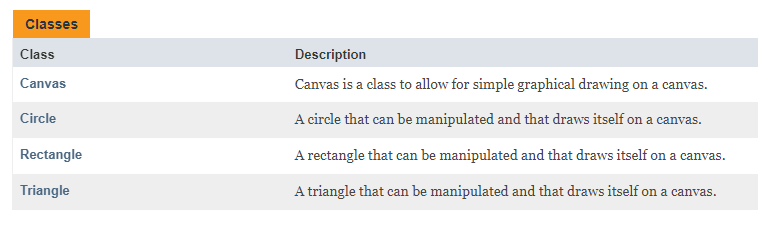 Classes
Class Description
Canvas Canvas is a class to allow for simple graphical drawing on a canvas.
Circle A circle that can be manipulated and that draws itself on a canvas.
Rectangle A rectangle that can be manipulated and that draws itself on a canvas.
Triangle A triangle that can be manipulated and that draws itself on a canvas.